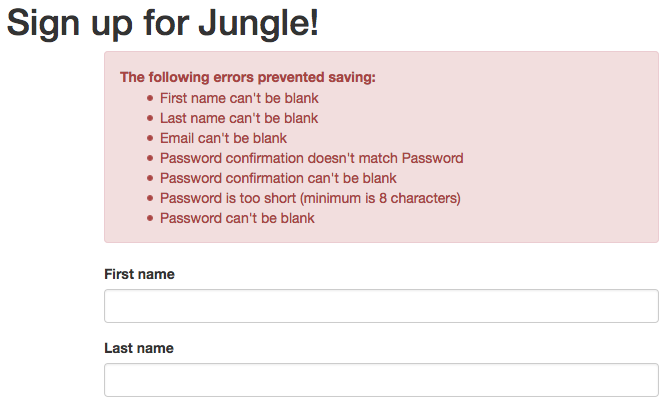 Sign up for Jungle!
The following errors prevented saving:
First name can't be blank
Last name can't be blank
Email can't be blank
Password confirmation doesn't match Password
Password confirmation can't be blank
Password is too short (minimum is 8 characters)
Password can't be blank
First name
Last name